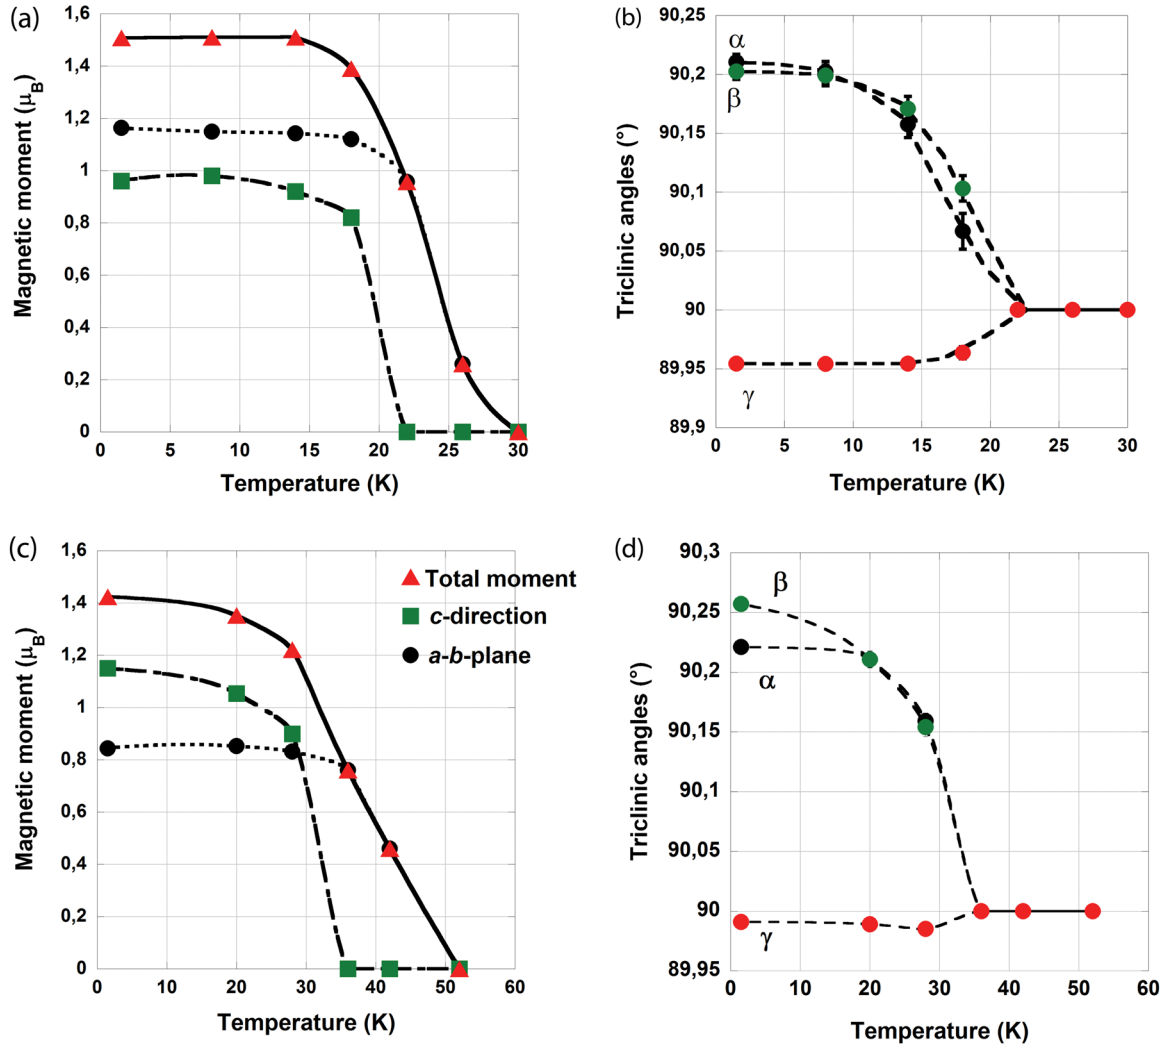 (a)
Magnetic moment (μB)
1,6
1,4
1,2
1
0,8
0,6
0,4
0,2
0
0 5 10 15 20 25 30
Temperature (K)
(b)
Triclinic angles (°)
90,25
90,2
90,15
90,1
90,05
90
89,95
89,9
α
β
γ
0 5 10 15 20 25 30
Temperature (K)
(c)
Magnetic moment (μB)
1,6
1,4
1,2
1
0,8
0,6
0,4
0,2
0
Total moment
c-direction
a-b-plane
0 10 20 30 40 50 60
Temperature (K)
(d)
Triclinic angles (°)
90,3
90,25
90,2
90,15
90,1
90,05
90
89,95
β
α
γ
0 10 20 30 40 50 60
Temperature (K)